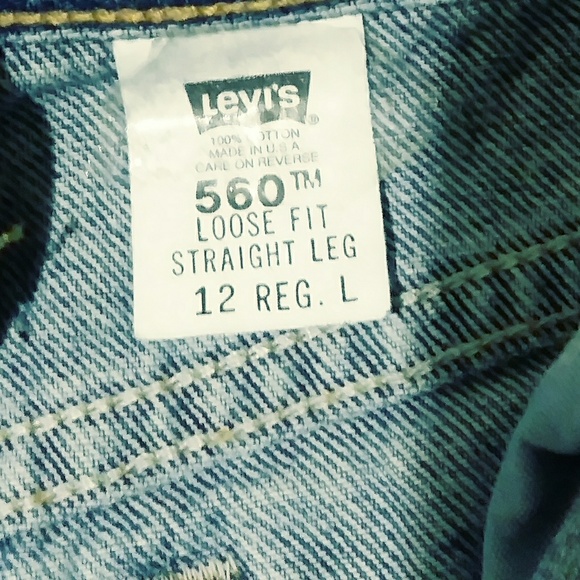 Levi's®
100% COTTON
MADE IN U.S.A
CARE ON REVERSE
560™
LOOSE FIT
STRAIGHT LEG
12 REG. L